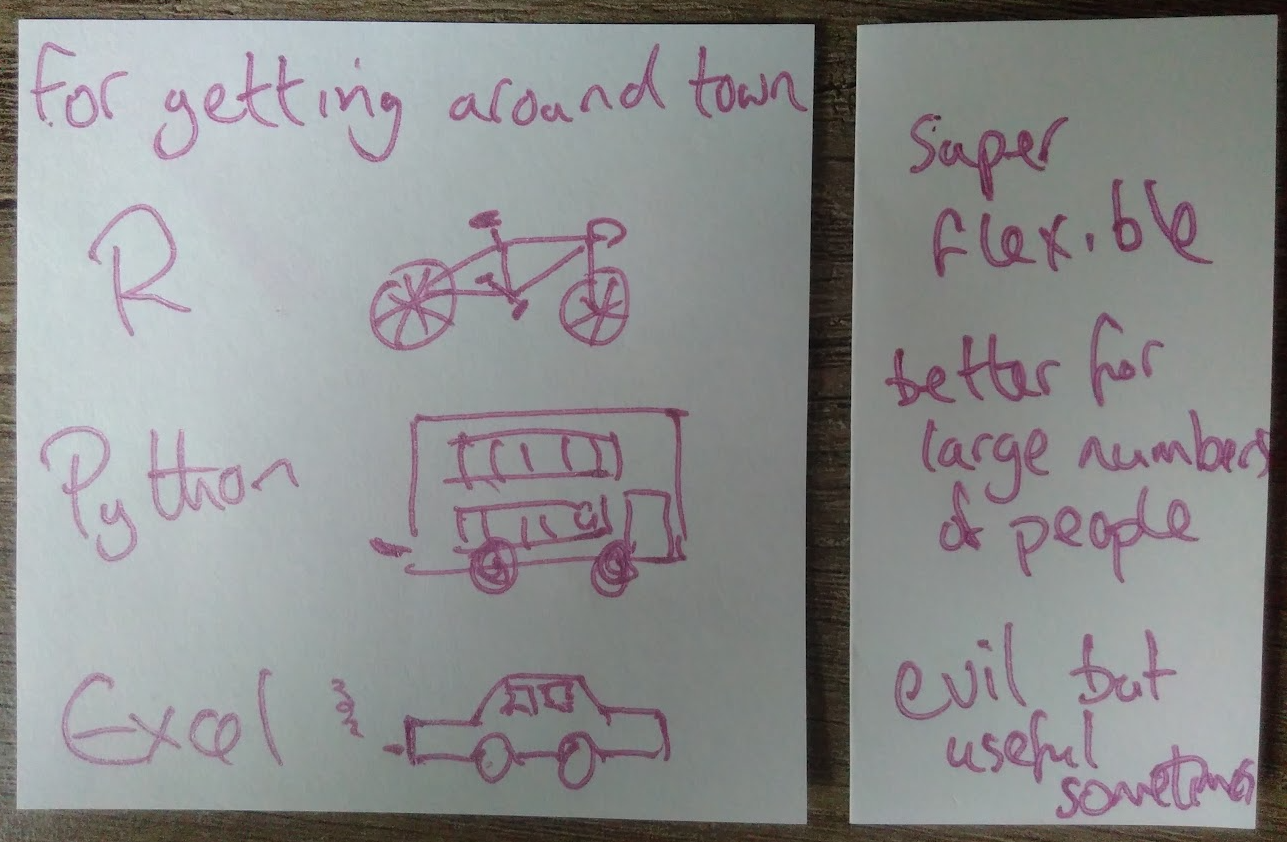 For getting around town
R
Python
Excel
super
flexible
better for
large numbers
of people
evil but
useful
sometimes